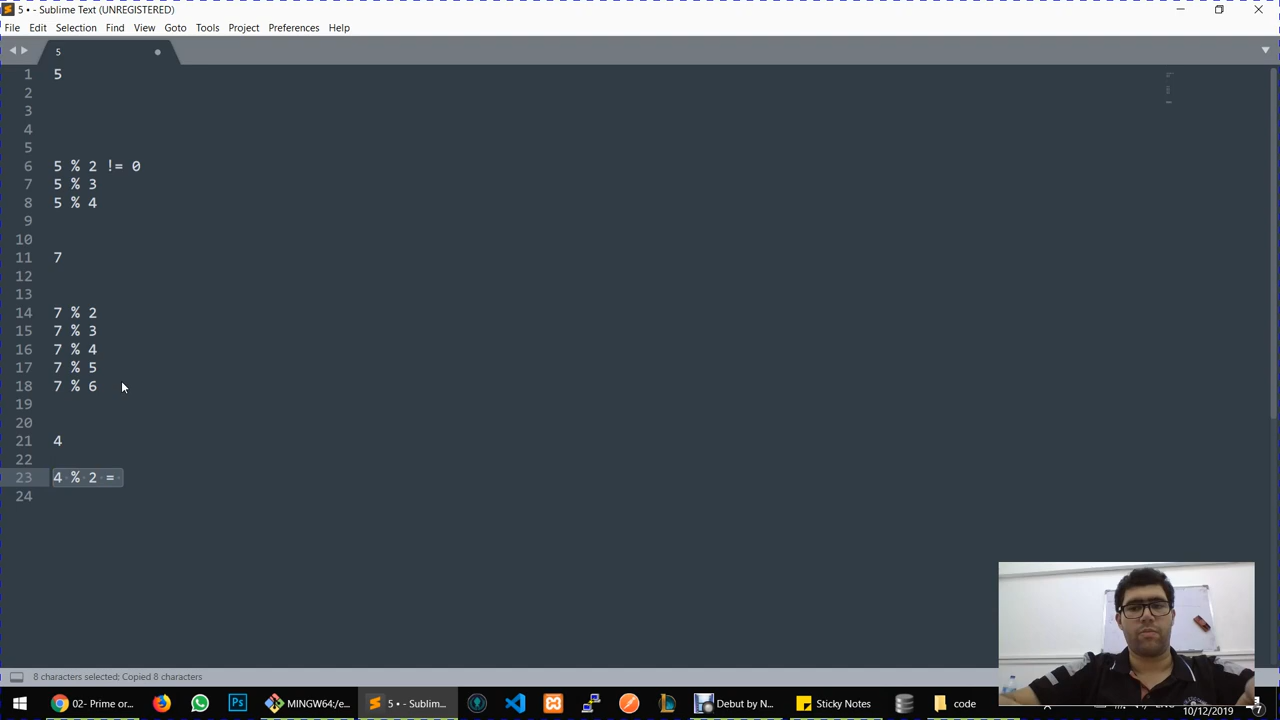 5 • - Sublime Text (UNREGISTERED)
File Edit Selection Find View Goto Tools Project Preferences Help
5
1 5
2
3
4
5
6 5 % 2 != 0
7 5 % 3
8 5 % 4
9
10
11 7
12
13
14 7 % 2
15 7 % 3
16 7 % 4
17 7 % 5
18 7 % 6
19
20
21 4
22
23 4 % 2 =
24
8 characters selected; Copied 8 characters
02- Prime or... MINGW64:/e... 5 • - Sublim... Debut by N... Sticky Notes code
10/12/2019 7